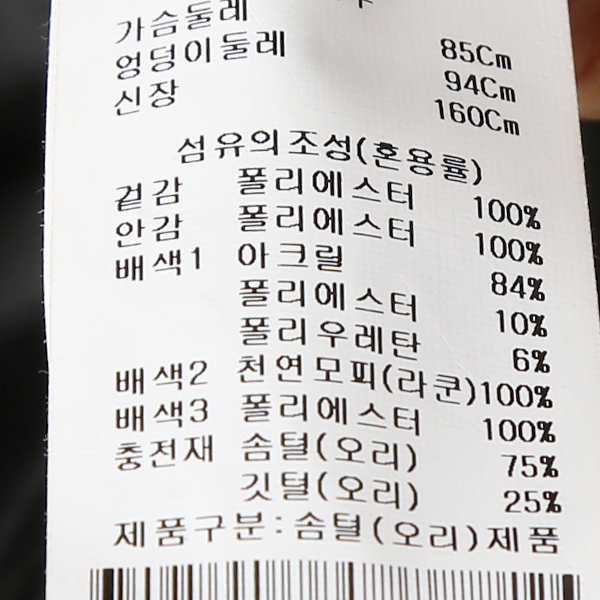 가슴둘레 85Cm
엉덩이둘레 94Cm
신장 160Cm
섬유의조성(혼용률)
겉감 폴리에스터 100%
안감 폴리에스터 100%
배색1 아크릴 84%
폴리에스터 10%
폴리우레탄 6%
배색2 천연모피(라쿤)100%
배색3 폴리에스터 100%
충전재 솜털(오리) 75%
깃털(오리) 25%
제품구분:솜털(오리)제품